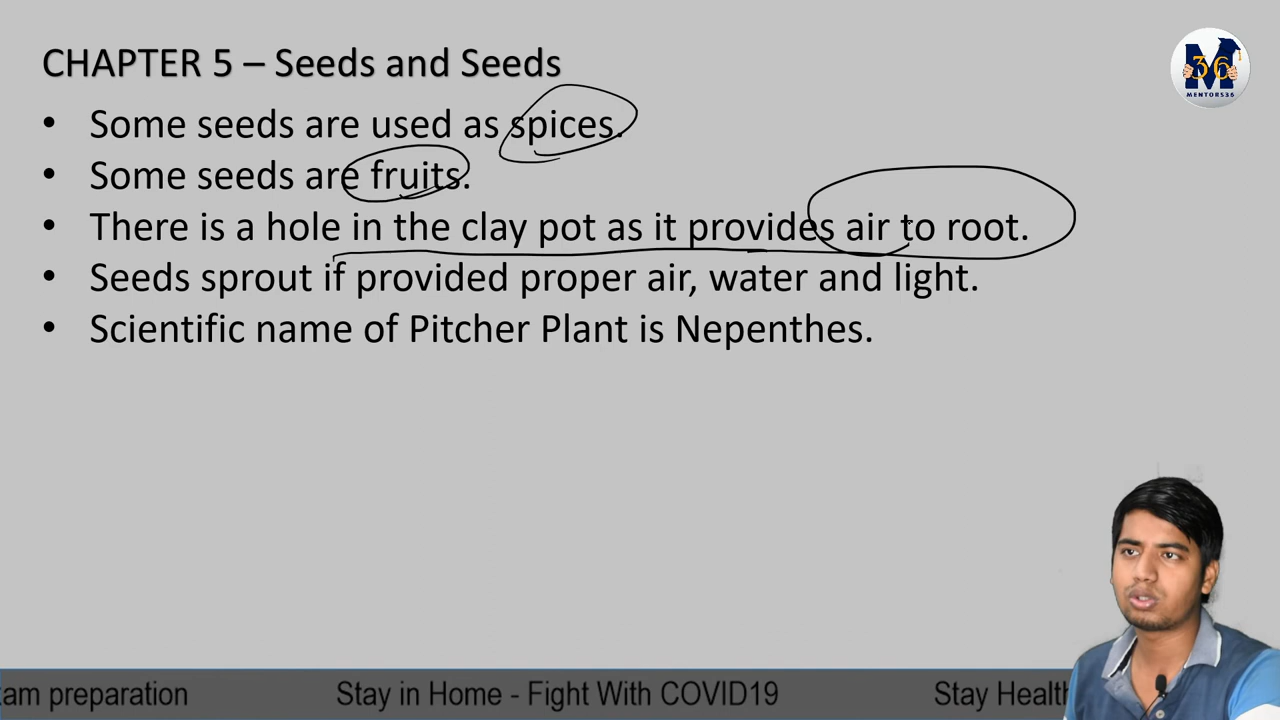 CHAPTER 5 – Seeds and Seeds
M
36
MENTORS36
• Some seeds are used as spices.
• Some seeds are fruits.
• There is a hole in the clay pot as it provides air to root.
• Seeds sprout if provided proper air, water and light.
• Scientific name of Pitcher Plant is Nepenthes.
am preparation Stay in Home - Fight With COVID19 Stay Health